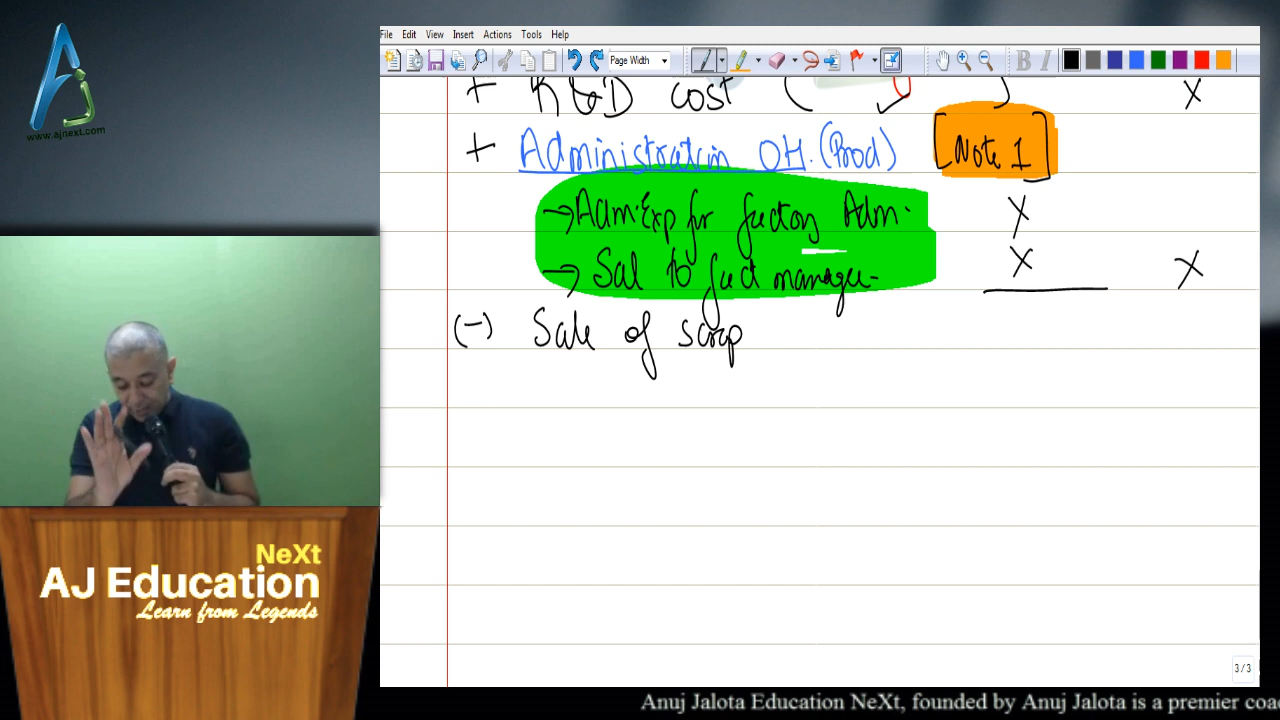 www.ajnext.com
File Edit View Insert Actions Tools Help
Page Width
B I
+ R&D cost ( ) X
+ Administration OH. (Prod) [Note 1]
→ Adm. Exp for factory Adm. X
→ Sal to fact manager X X
(-) Sale of scrap
3/3
NeXt
AJ Education
Learn from Legends
Anuj Jalota Education NeXt, founded by Anuj Jalota is a premier coa